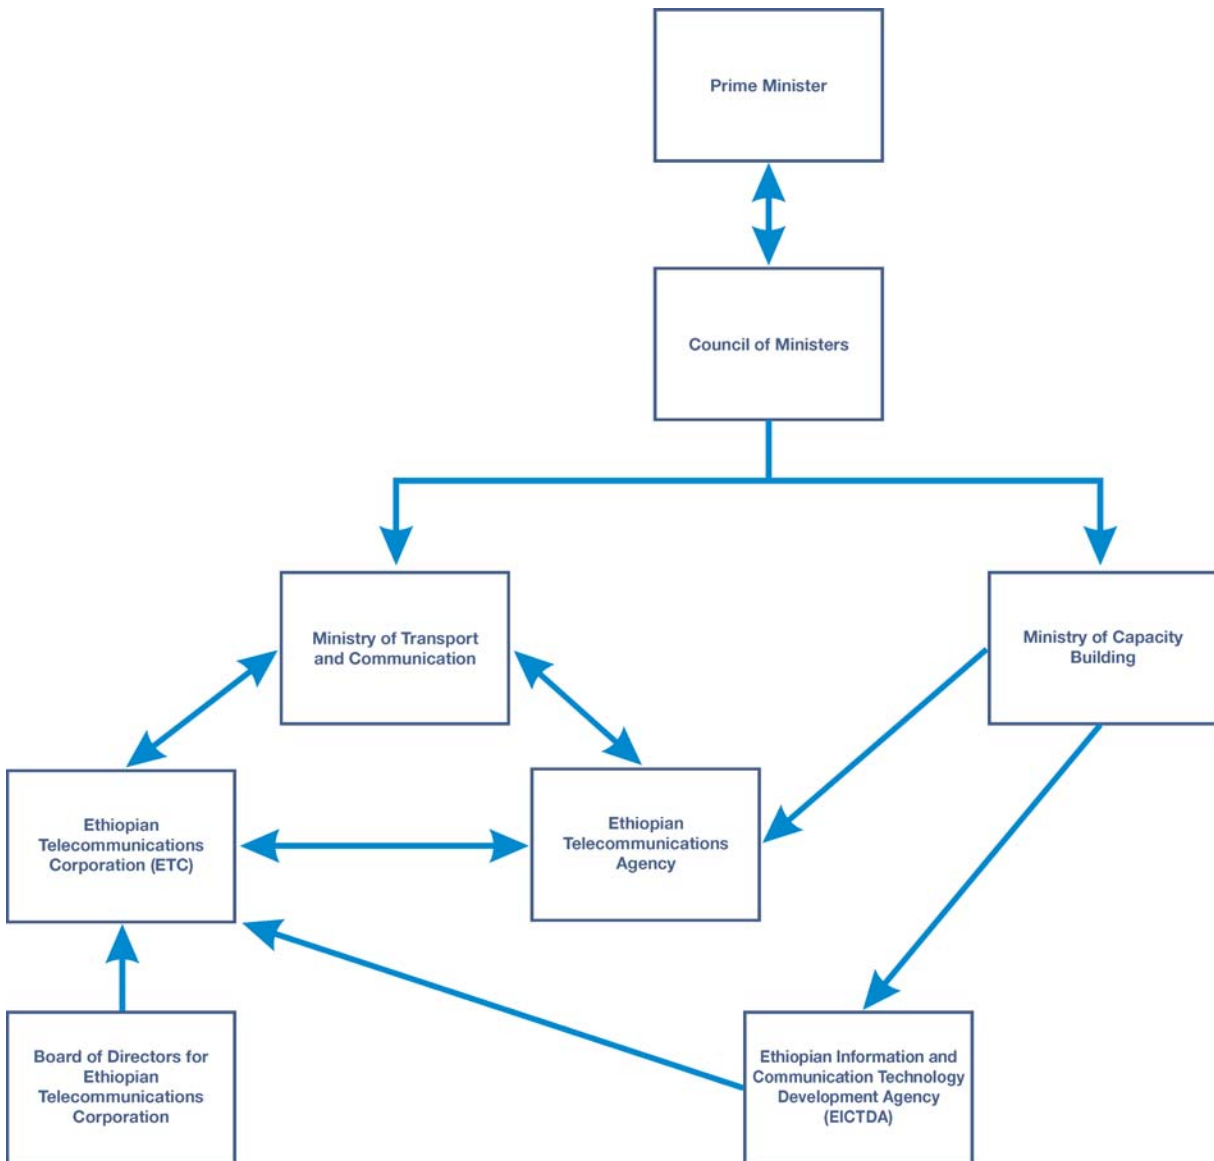 Prime Minister
Council of Ministers
Ministry of Transport
and Communication
Ministry of Capacity
Building
Ethiopian
Telecommunications
Corporation (ETC)
Ethiopian
Telecommunications
Agency
Board of Directors for
Ethiopian
Telecommunications
Corporation
Ethiopian Information and
Communication Technology
Development Agency
(EICTDA)